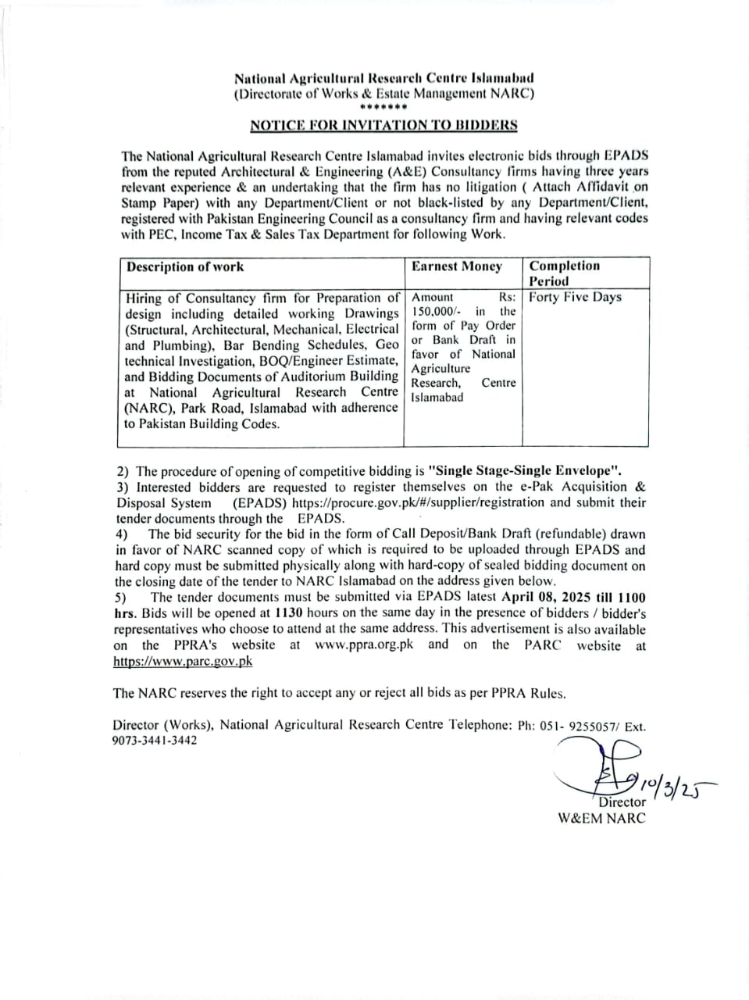 National Agricultural Research Centre Islamabad
(Directorate of Works & Estate Management NARC)
*******
NOTICE FOR INVITATION TO BIDDERS
The National Agricultural Research Centre Islamabad invites electronic bids through EPADS
from the reputed Architectural & Engineering (A&E) Consultancy firms having three years
relevant experience & an undertaking that the firm has no litigation ( Attach Affidavit on
Stamp Paper) with any Department/Client or not black-listed by any Department/Client,
registered with Pakistan Engineering Council as a consultancy firm and having relevant codes
with PEC, Income Tax & Sales Tax Department for following Work.
Description of work
Earnest Money
Completion
Period
Hiring of Consultancy firm for Preparation of
design including detailed working Drawings
(Structural, Architectural, Mechanical, Electrical
and Plumbing), Bar Bending Schedules, Geo
technical Investigation, BOQ/Engineer Estimate,
and Bidding Documents of Auditorium Building
at National Agricultural Research Centre
(NARC), Park Road, Islamabad with adherence
to Pakistan Building Codes.
Amount Rs:
150,000/- in the
form of Pay Order
or Bank Draft in
favor of National
Agriculture
Research, Centre
Islamabad
Forty Five Days
2) The procedure of opening of competitive bidding is "Single Stage-Single Envelope".
3) Interested bidders are requested to register themselves on the e-Pak Acquisition &
Disposal System (EPADS) https://procure.gov.pk/#/supplier/registration and submit their
tender documents through the EPADS.
4) The bid security for the bid in the form of Call Deposit/Bank Draft (refundable) drawn
in favor of NARC scanned copy of which is required to be uploaded through EPADS and
hard copy must be submitted physically along with hard-copy of sealed bidding document on
the closing date of the tender to NARC Islamabad on the address given below.
5) The tender documents must be submitted via EPADS latest April 08, 2025 till 1100
hrs. Bids will be opened at 1130 hours on the same day in the presence of bidders / bidder's
representatives who choose to attend at the same address. This advertisement is also available
on the PPRA's website at www.ppra.org.pk and on the PARC website at
https://www.parc.gov.pk
The NARC reserves the right to accept any or reject all bids as per PPRA Rules.
Director (Works), National Agricultural Research Centre Telephone: Ph: 051- 9255057/ Ext.
9073-3441-3442
10/3/25
Director
W&EM NARC